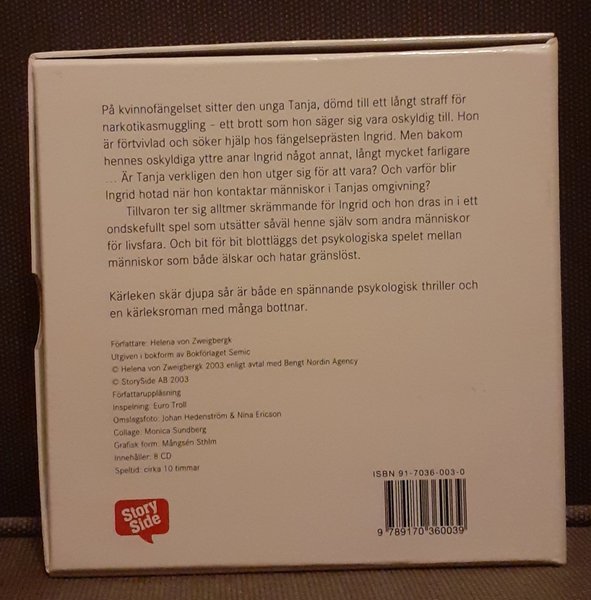 På kvinnofängelset sitter den unga Tanja, dömd till ett långt straff för
narkotikasmuggling – ett brott som hon säger sig vara oskyldig till. Hon
är förtvivlad och söker hjälp hos fängelseprästen Ingrid. Men bakom
hennes oskyldiga yttre anar Ingrid något annat, långt mycket farligare
... Är Tanja verkligen den hon utger sig för att vara? Och varför blir
Ingrid hotad när hon kontaktar människor i Tanjas omgivning?
Tillvaron ter sig alltmer skrämmande för Ingrid och hon dras in i ett
ondskefullt spel som utsätter såväl henne själv som andra människor
för livsfara. Och bit för bit blottläggs det psykologiska spelet mellan
människor som både älskar och hatar gränslöst.
Kärleken skär djupa sår är både en spännande psykologisk thriller och
en kärleksroman med många bottnar.
Författare: Helena von Zweigbergk
Utgiven i bokform av Bokförlaget Semic
© Helena von Zweigbergk 2003 enligt avtal med Bengt Nordin Agency
© StorySide AB 2003
Författaruppläsning
Inspelning: Euro Troll
Omslagsfoto: Johan Hedenström & Nina Ericson
Collage: Monica Sundberg
Grafisk form: Mångsén Sthlm
Innehåller: 8 CD
Speltid: cirka 10 timmar
Story
Side
ISBN 91-7036-003-0
9 789170 360039